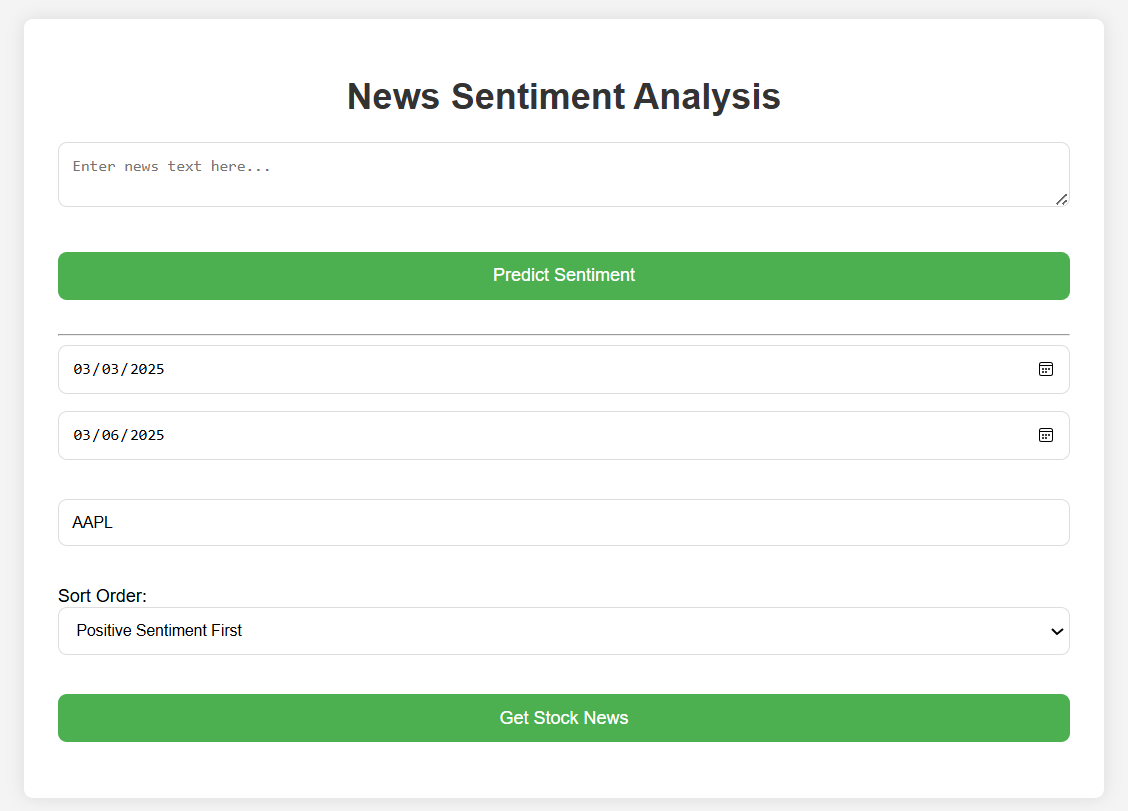 News Sentiment Analysis
Enter news text here...
Predict Sentiment
03/03/2025
03/06/2025
AAPL
Sort Order:
Positive Sentiment First
Get Stock News